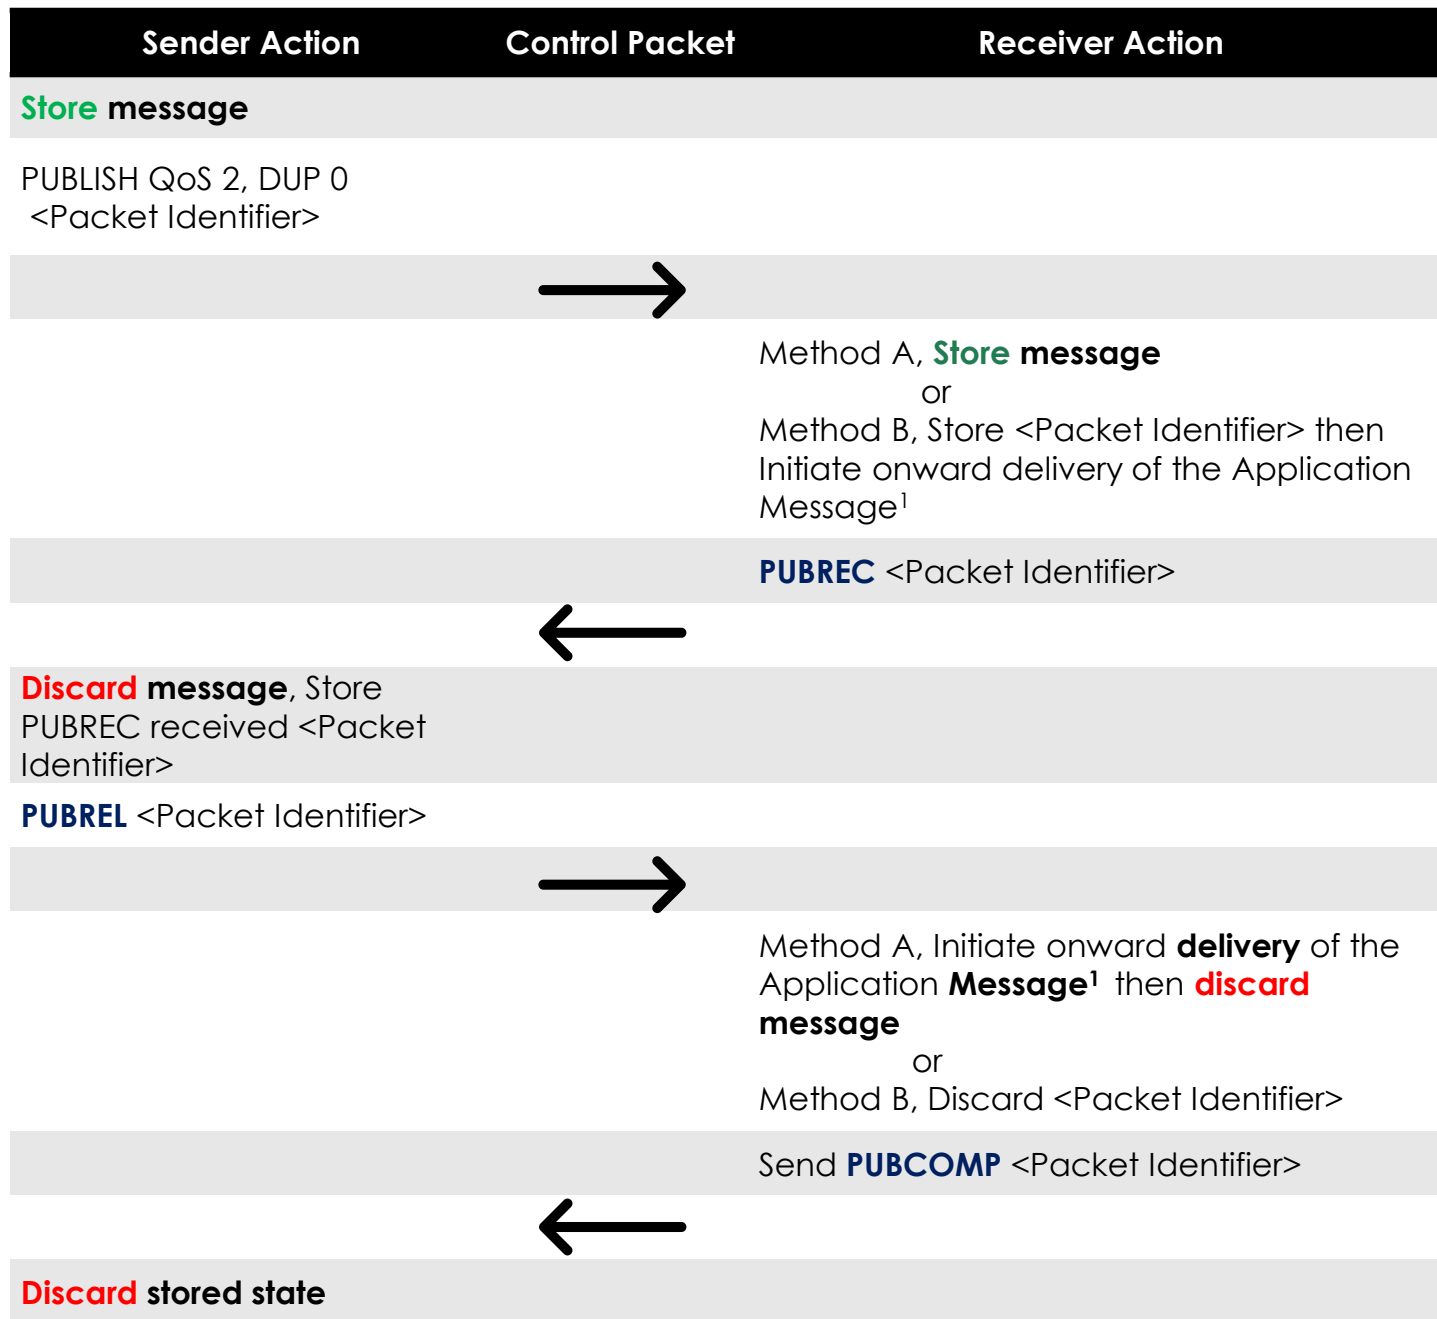 Sender Action Control Packet Receiver Action
Store message
PUBLISH QoS 2, DUP 0
<Packet Identifier>
Method A, Store message
or
Method B, Store <Packet Identifier> then
Initiate onward delivery of the Application
Message¹
PUBREC <Packet Identifier>
Discard message, Store
PUBREC received <Packet
Identifier>
PUBREL <Packet Identifier>
Method A, Initiate onward delivery of the
Application Message¹ then discard
message
or
Method B, Discard <Packet Identifier>
Send PUBCOMP <Packet Identifier>
Discard stored state